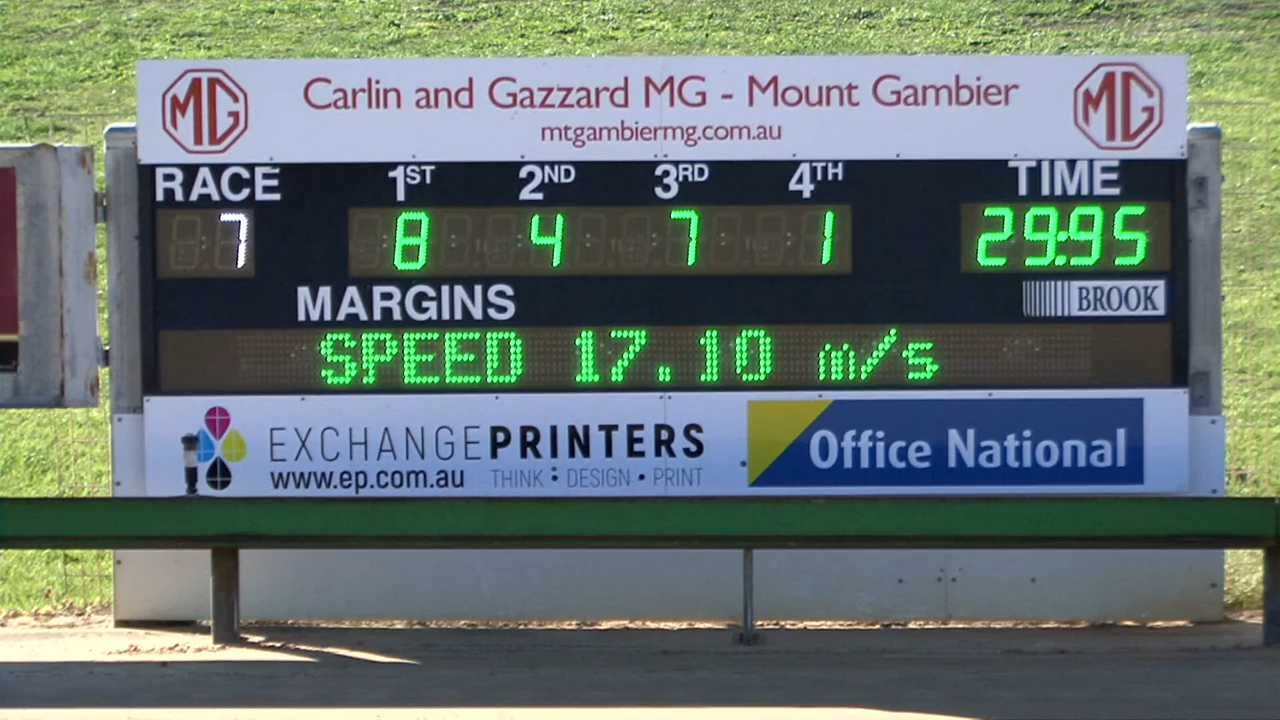 MG Carlin and Gazzard MG - Mount Gambier MG
mtgambiermg.com.au
RACE 1ST 2ND 3RD 4TH TIME
7 8 4 7 1 29:95
MARGINS BROOK
SPEED 17.10 m/s
EXCHANGEPRINTERS Office National
www.ep.com.au THINK : DESIGN • PRINT